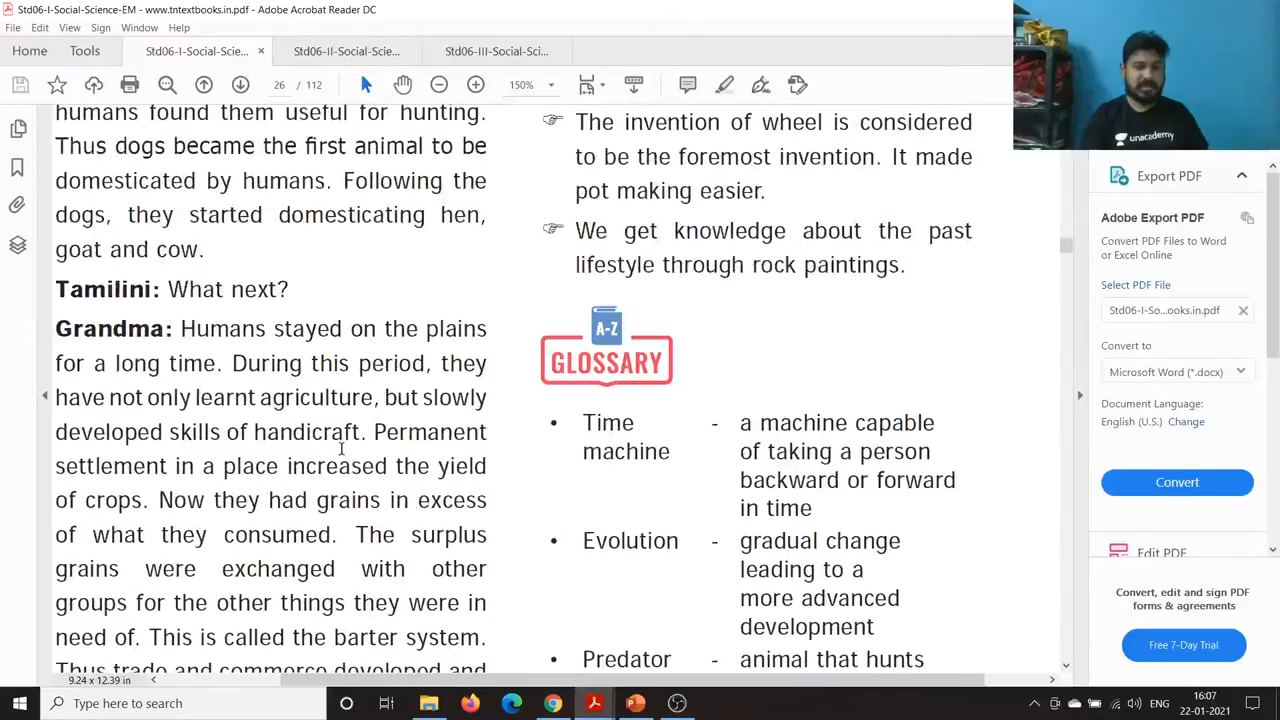 Std06-I-Social-Science-EM - www.tntextbooks.in.pdf - Adobe Acrobat Reader DC
File Edit View Sign Window Help
Home Tools Std06-I-Social-Scie... × Std06-II-Social-Scie... Std06-III-Social-Sci...
26 / 112 150%
humans found them useful for hunting.
Thus dogs became the first animal to be
domesticated by humans. Following the
dogs, they started domesticating hen,
goat and cow.
Tamilini: What next?
Grandma: Humans stayed on the plains
for a long time. During this period, they
have not only learnt agriculture, but slowly
developed skills of handicraft. Permanent
settlement in a place increased the yield
of crops. Now they had grains in excess
of what they consumed. The surplus
grains were exchanged with other
groups for the other things they were in
need of. This is called the barter system.
Thus trade and commerce developed and
☞ The invention of wheel is considered
to be the foremost invention. It made
pot making easier.
☞ We get knowledge about the past
lifestyle through rock paintings.
A-Z
GLOSSARY
• Time machine - a machine capable
of taking a person
backward or forward
in time
• Evolution - gradual change
leading to a
more advanced
development
• Predator - animal that hunts
unacademy
Export PDF
Adobe Export PDF
Convert PDF Files to Word
or Excel Online
Select PDF File
Std06-I-So...ooks.in.pdf
Convert to
Microsoft Word (*.docx)
Document Language:
English (U.S.) Change
Convert
Edit PDF
Convert, edit and sign PDF
forms & agreements
Free 7-Day Trial
9.24 x 12.39 in
Type here to search
ENG
16:07
22-01-2021